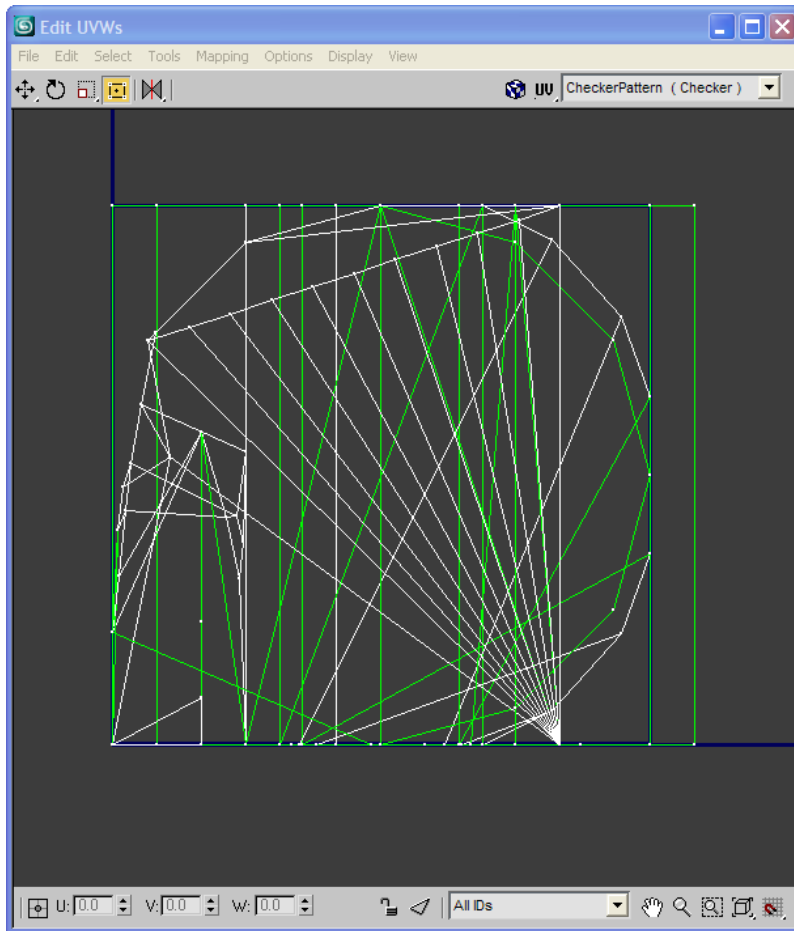 Edit UVWs
File Edit Select Tools Mapping Options Display View
UV CheckerPattern ( Checker )
U: 0.0 V: 0.0 W: 0.0 All IDs